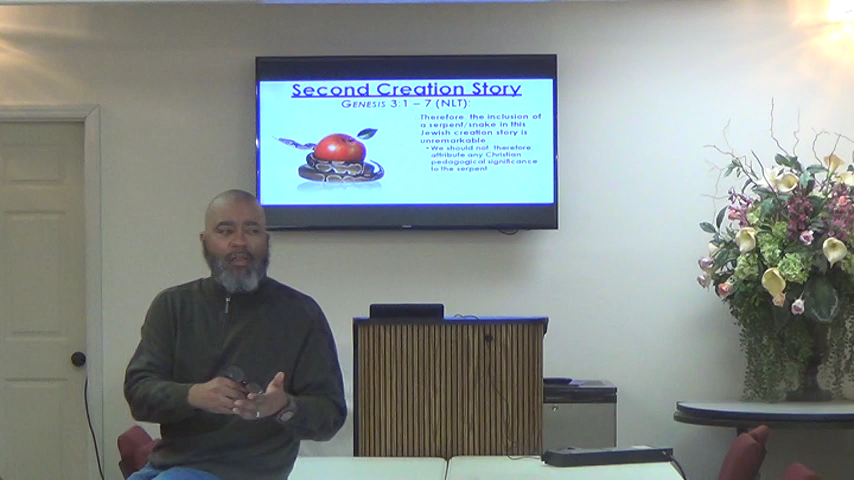 Second Creation Story
Genesis 3:1 – 7 (NLT):
Therefore, the inclusion of
a serpent/snake in this
Jewish creation story is
unremarkable
• We should not, therefore
attribute any Christian
pedagogical significance
to the serpent